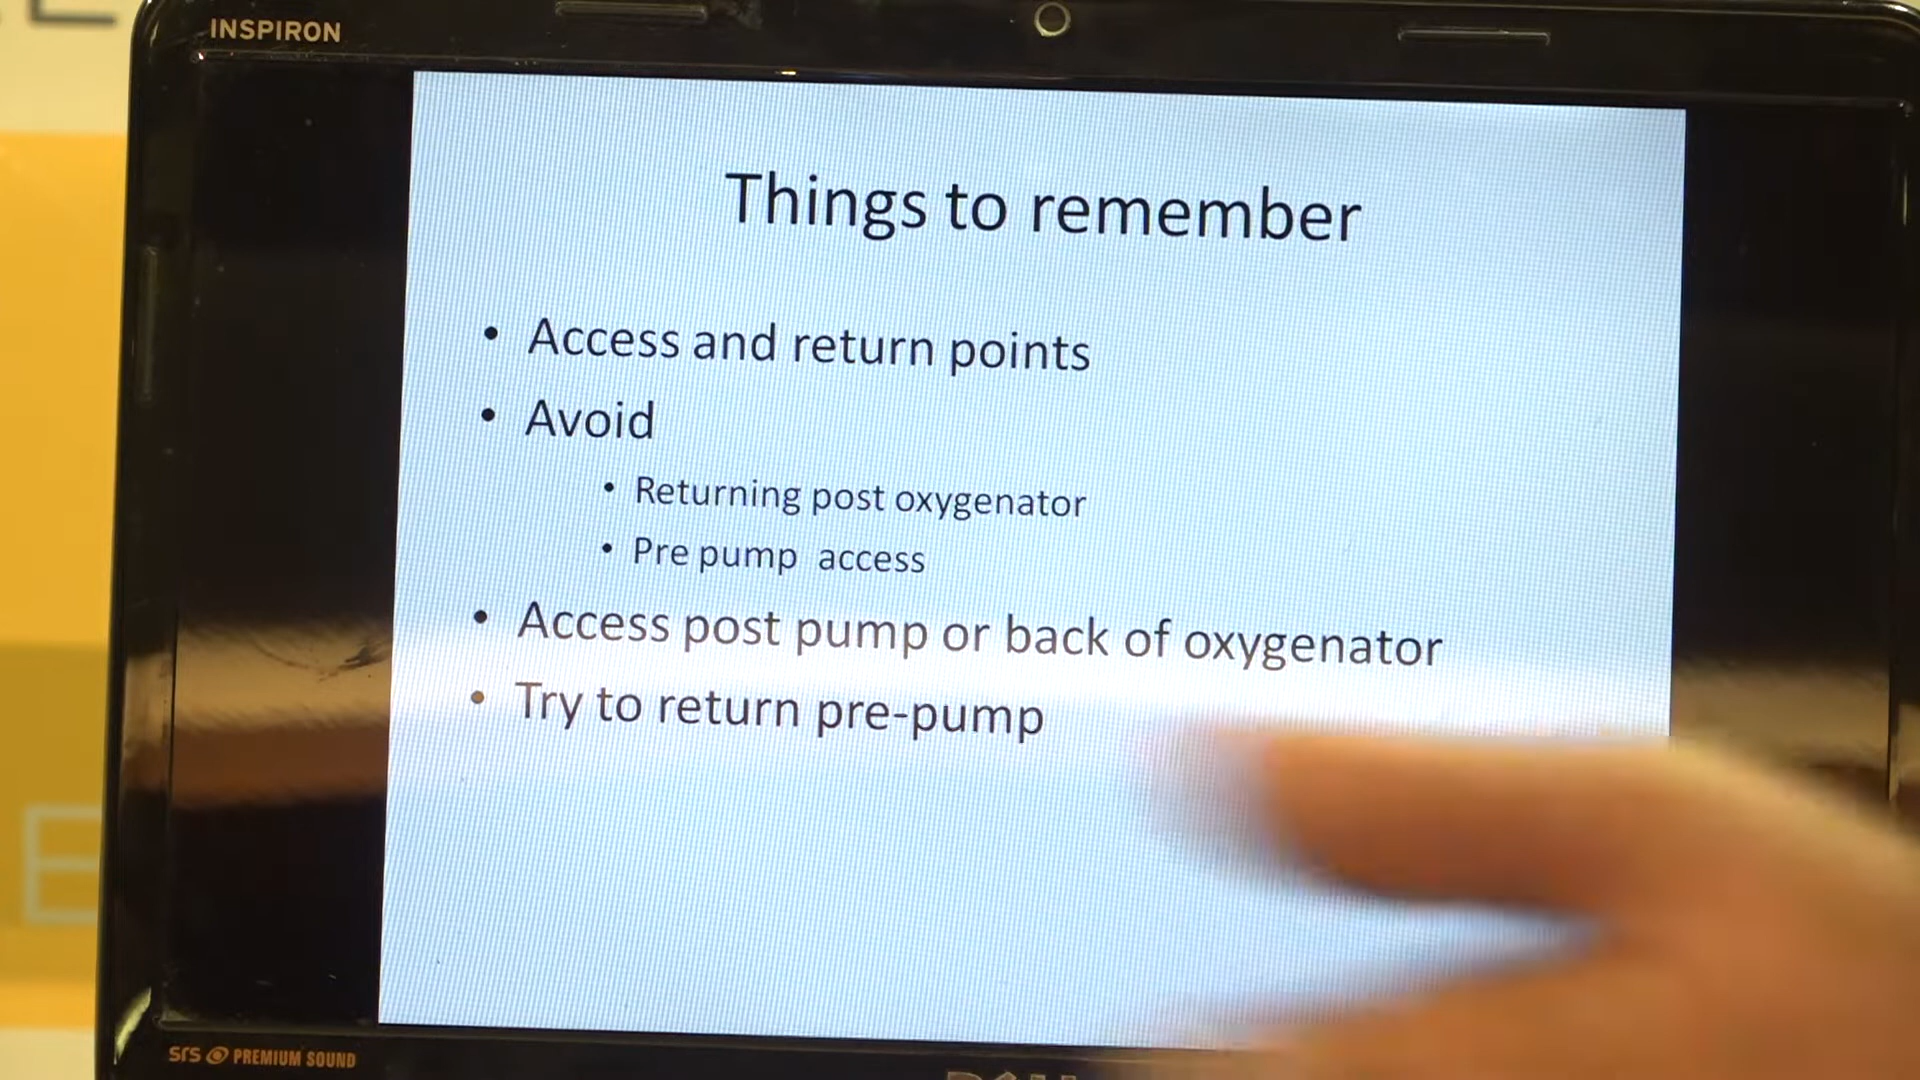 INSPIRON
Things to remember
• Access and return points
• Avoid
• Returning post oxygenator
• Pre pump access
• Access post pump or back of oxygenator
• Try to return pre-pump
SRS PREMIUM SOUND